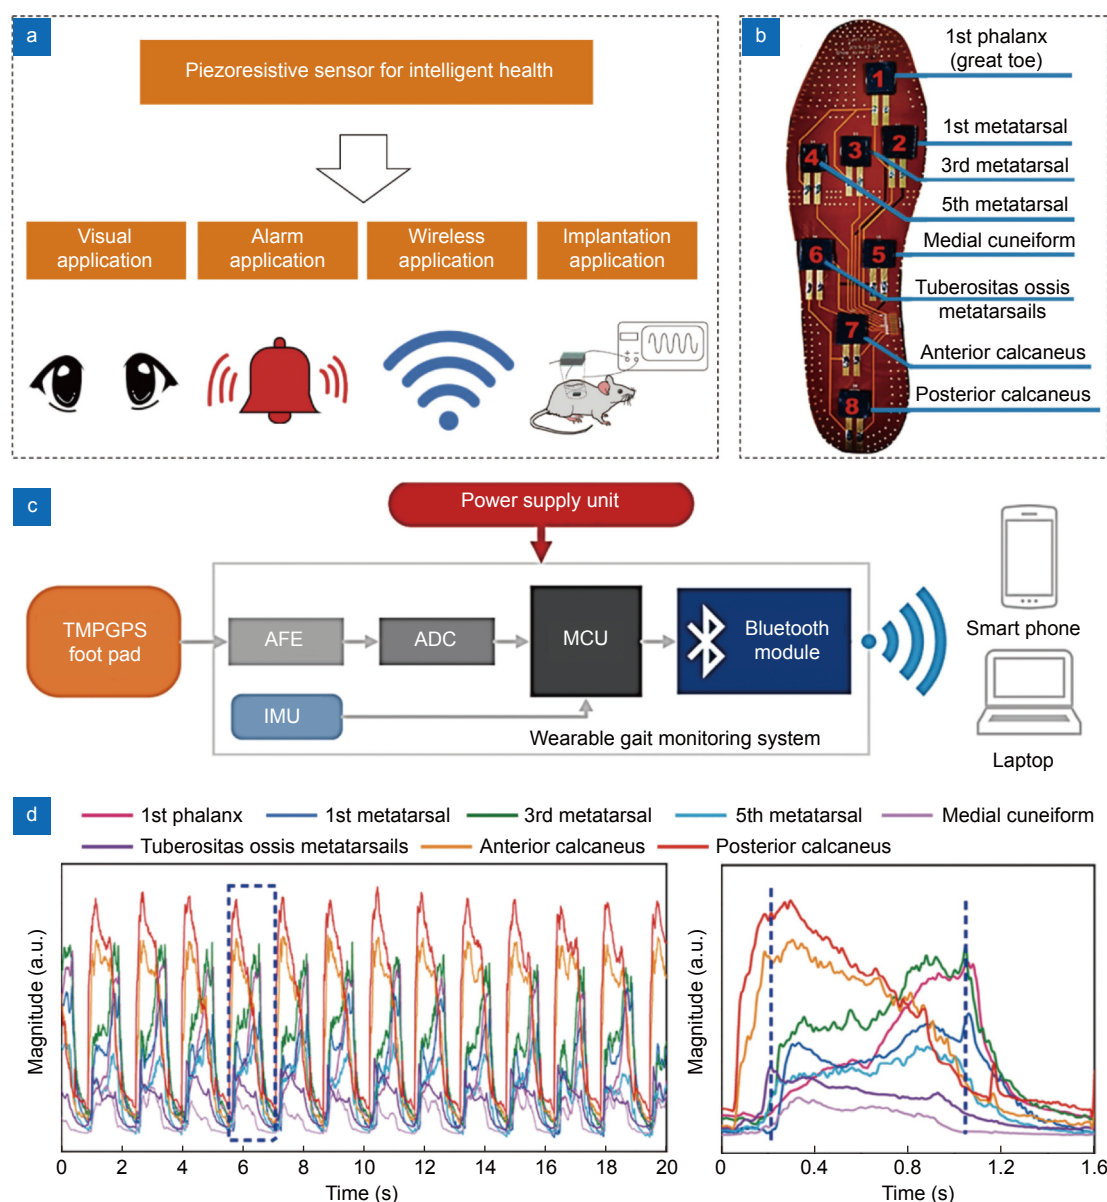 a
Piezoresistive sensor for intelligent health
Visual
application
Alarm
application
Wireless
application
Implantation
application
b
1
2
3
4
5
6
7
8
1st phalanx
(great toe)
1st metatarsal
3rd metatarsal
5th metatarsal
Medial cuneiform
Tuberositas ossis
metatarsails
Anterior calcaneus
Posterior calcaneus
c
Power supply unit
TMPGPS
foot pad
AFE
ADC
MCU
Bluetooth
module
IMU
Wearable gait monitoring system
Smart phone
Laptop
d
1st phalanx 1st metatarsal 3rd metatarsal 5th metatarsal Medial cuneiform
Tuberositas ossis metatarsails Anterior calcaneus Posterior calcaneus
Magnitude (a.u.)
0 2 4 6 8 10 12 14 16 18 20
Time (s)
Magnitude (a.u.)
0 0.4 0.8 1.2 1.6
Time (s)